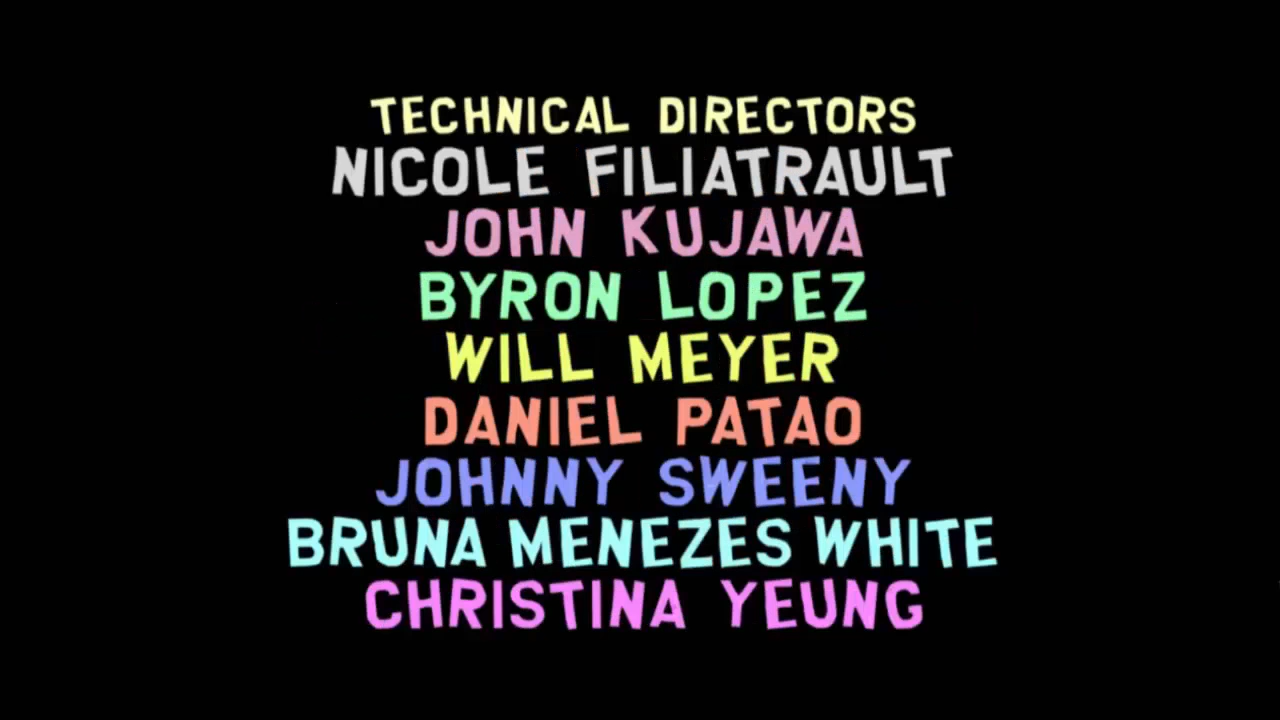 TECHNICAL DIRECTORS
NICOLE FILIATRAULT
JOHN KUJAWA
BYRON LOPEZ
WILL MEYER
DANIEL PATAO
JOHNNY SWEENY
BRUNA MENEZES WHITE
CHRISTINA YEUNG